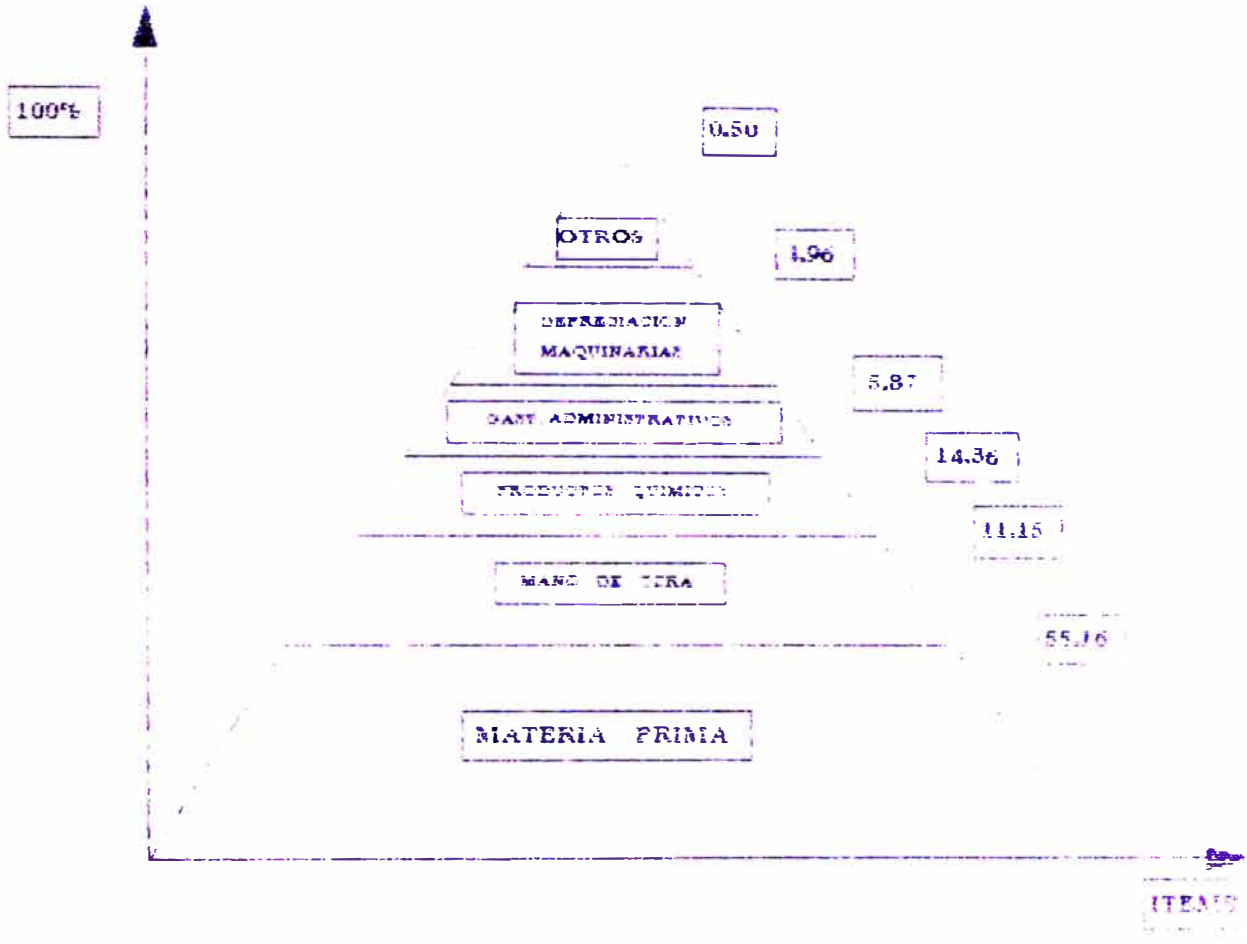 100%
0.50
OTROS
1.96
DEPRECIACION
MAQUINARIAS
5.87
GAST. ADMINISTRATIVOS
14.36
PRODUCTOS QUIMICOS
11.15
MANO DE OBRA
55.16
MATERIA PRIMA
ITEMS